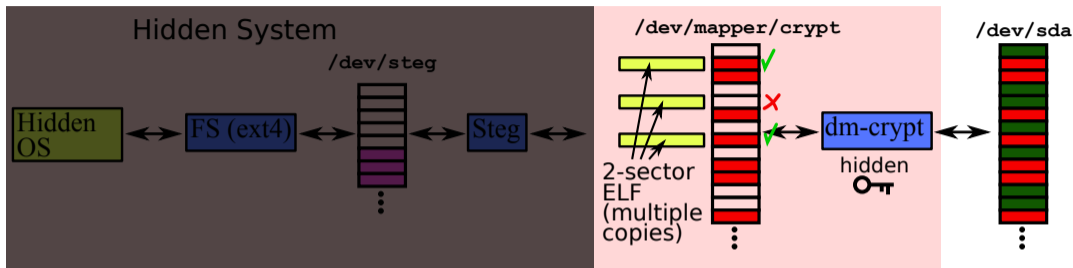 Hidden System
/dev/steg
Hidden
OS
FS (ext4)
Steg
/dev/mapper/crypt
2-sector
ELF
(multiple
copies)
dm-crypt
hidden
/dev/sda